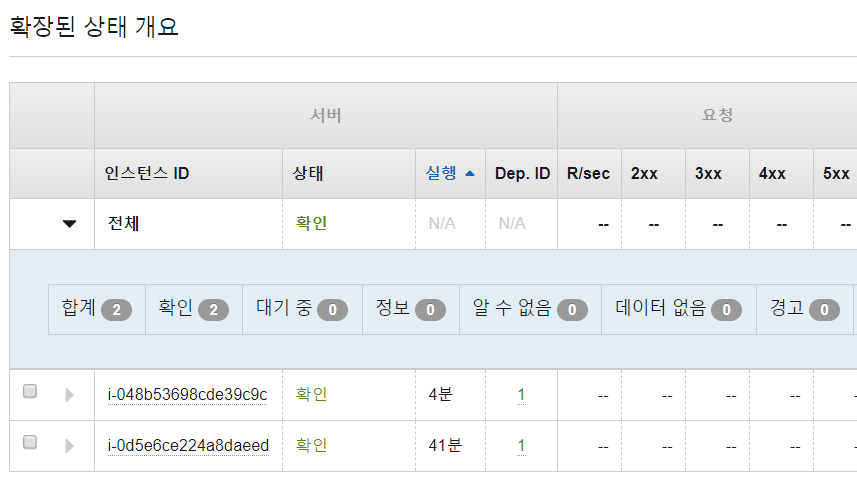 확장된 상태 개요
서버 요청
인스턴스 ID 상태 실행 Dep. ID R/sec 2xx 3xx 4xx 5xx
전체 확인 N/A N/A -- -- -- -- --
합계 2 확인 2 대기 중 0 정보 0 알 수 없음 0 데이터 없음 0 경고 0
i-048b53698cde39c9c 확인 4분 1 -- -- -- -- --
i-0d5e6ce224a8daeed 확인 41분 1 -- -- -- -- --